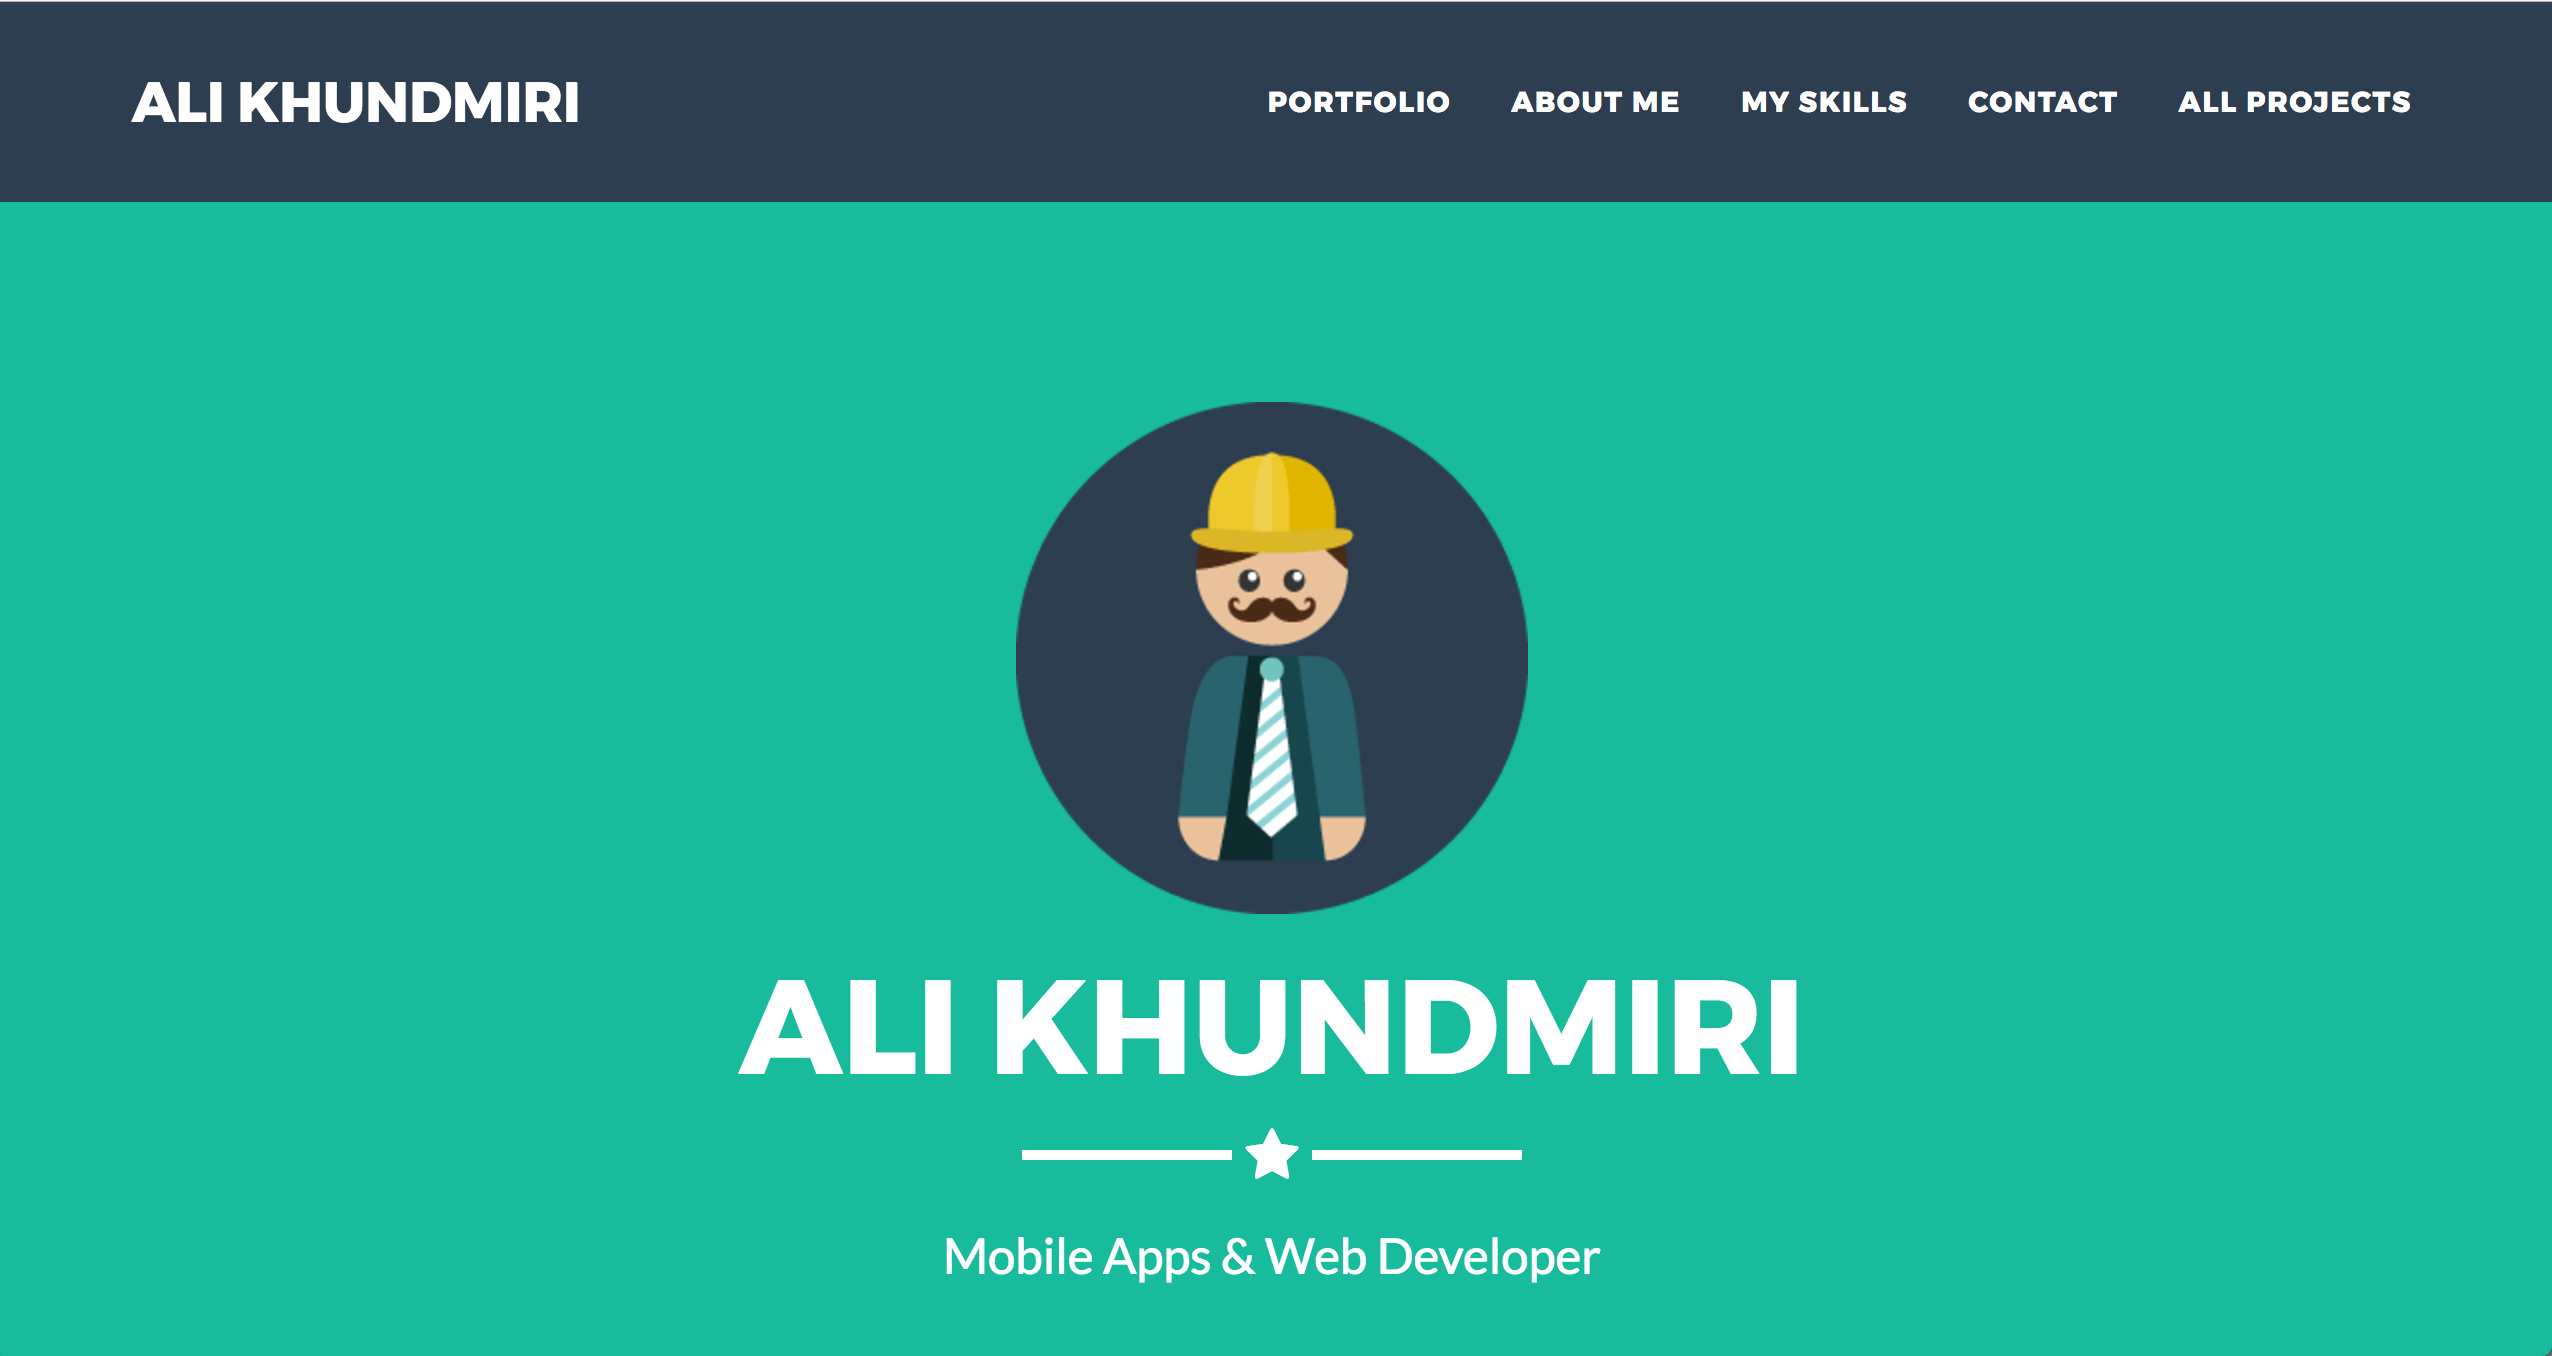 ALI KHUNDMIRI
PORTFOLIO ABOUT ME MY SKILLS CONTACT ALL PROJECTS
ALI KHUNDMIRI
Mobile Apps & Web Developer